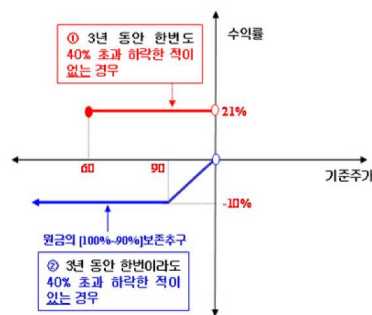 ① 3년 동안 한번도
40% 초과 하락한 적이
없는 경우
수익률
21%
60
90
기준주가
-10%
원금의 [100%~90%]보존추구
② 3년 동안 한번이라도
40% 초과 하락한 적이
있는 경우